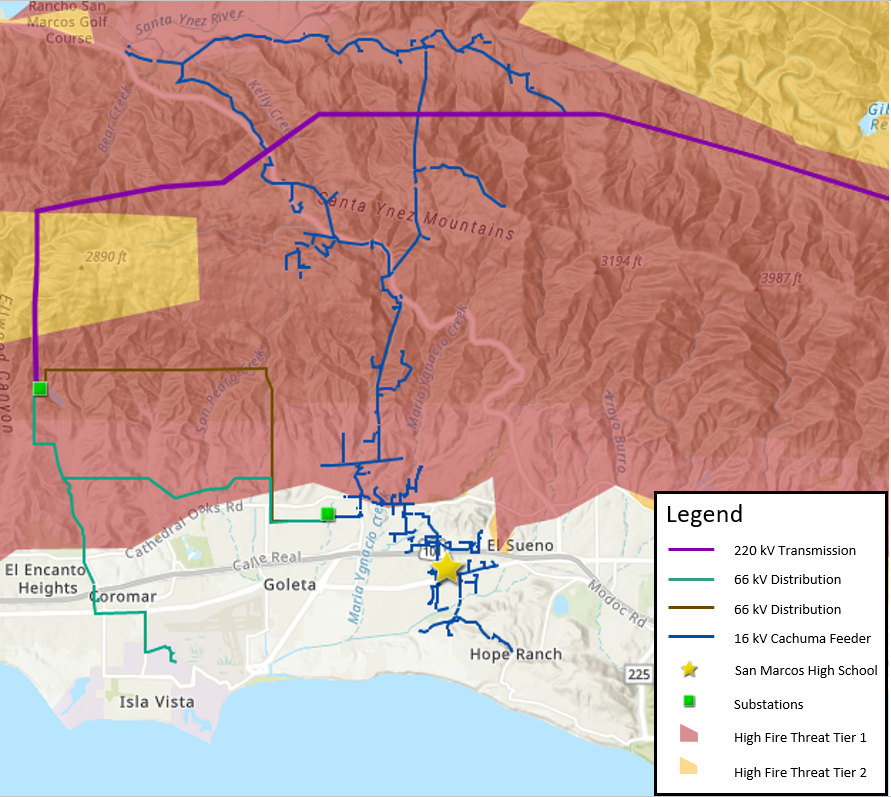 Rancho San
Marcos Golf
Course
Santa Ynez River
Bear Creek
Kelly Creek
Gib
Re
Santa Ynez Mountains
2890 ft
3194 ft
3987 ft
Ellwood Canyon
San Pedro Creek
Maria Ygnacio Creek
Arroyo Burro
Cathedral Oaks Rd
Maria Ygnacio Creek
Calle Real
10
El Sueno
El Encanto
Heights
Coromar
Goleta
Modoc Rd
Hope Ranch
225
Isla Vista
Legend
220 kV Transmission
66 kV Distribution
66 kV Distribution
16 kV Cachuma Feeder
San Marcos High School
Substations
High Fire Threat Tier 1
High Fire Threat Tier 2